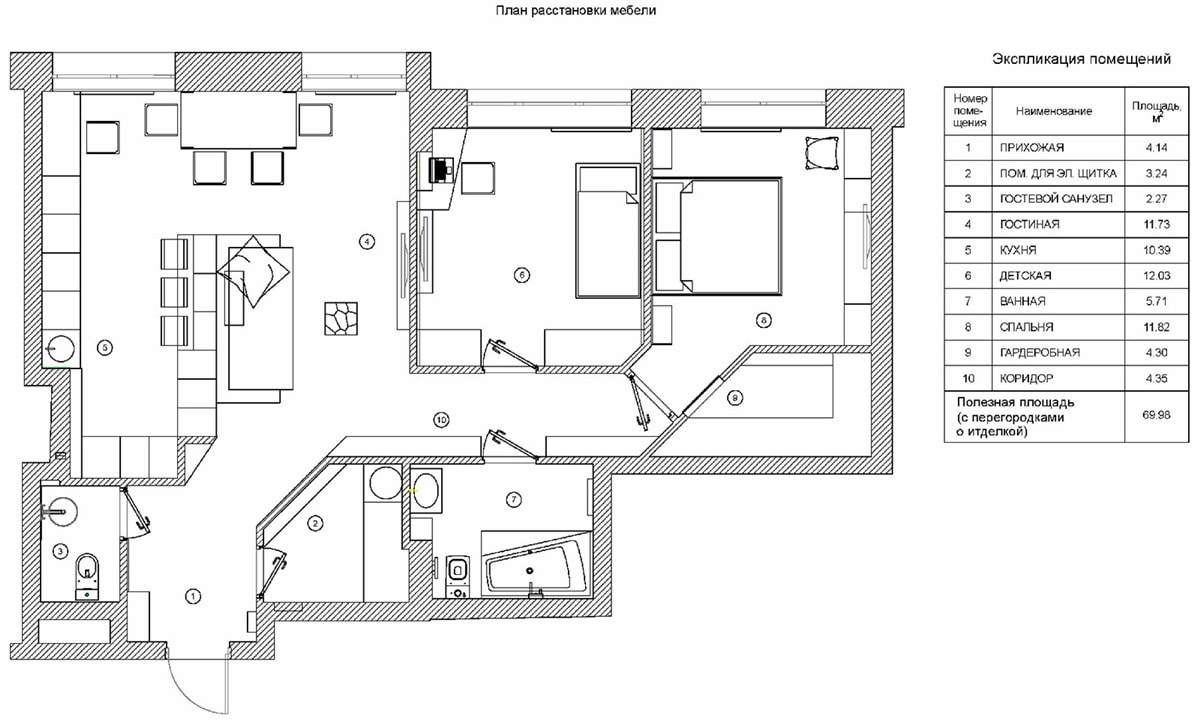 План расстановки мебели
Экспликация помещений
Номер поме- щения Наименование Площадь, м2
1 ПРИХОЖАЯ 4.14
2 ПОМ. ДЛЯ ЭЛ. ЩИТКА 3.24
3 ГОСТЕВОЙ САНУЗЕЛ 2.27
4 ГОСТИНАЯ 11.73
5 КУХНЯ 10.39
6 ДЕТСКАЯ 12.03
7 ВАННАЯ 5.71
8 СПАЛЬНЯ 11.82
9 ГАРДЕРОБНАЯ 4.30
10 КОРИДОР 4.35
Полезная площадь
(с перегородками 69.98
о итделкой)
4
6
8
5
9
10
7
2
3
1